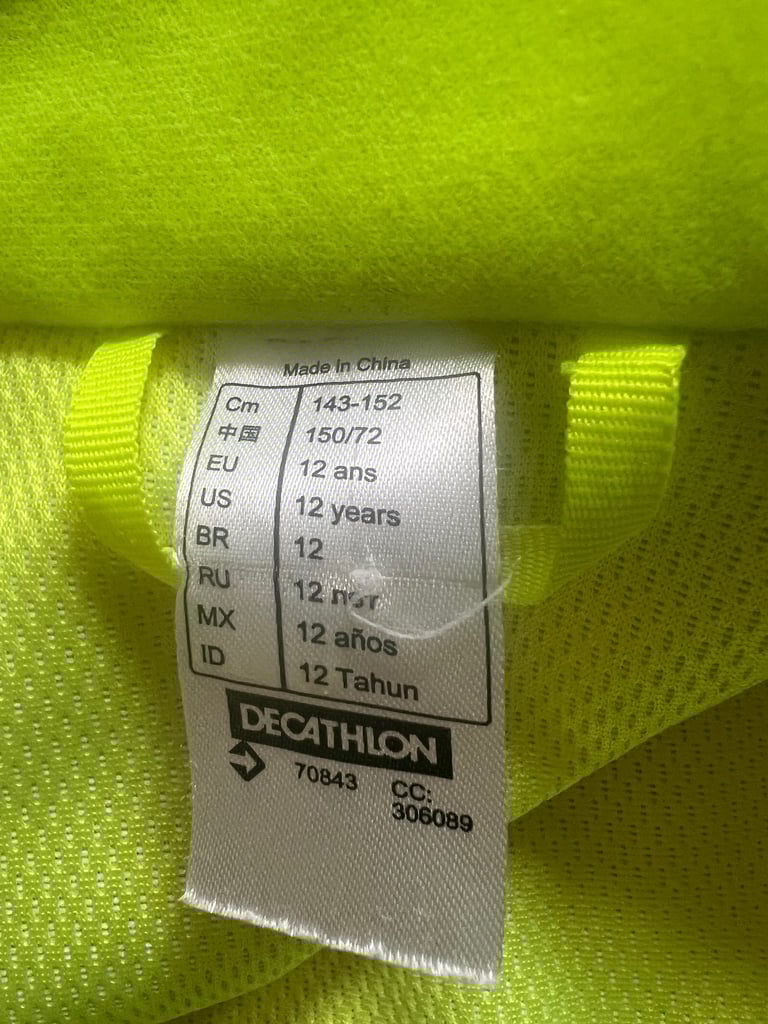 Made in China
Cm 143-152
中国 150/72
EU 12 ans
US 12 years
BR 12
RU 12 лет
MX 12 años
ID 12 Tahun
DECATHLON
70843 CC:
306089